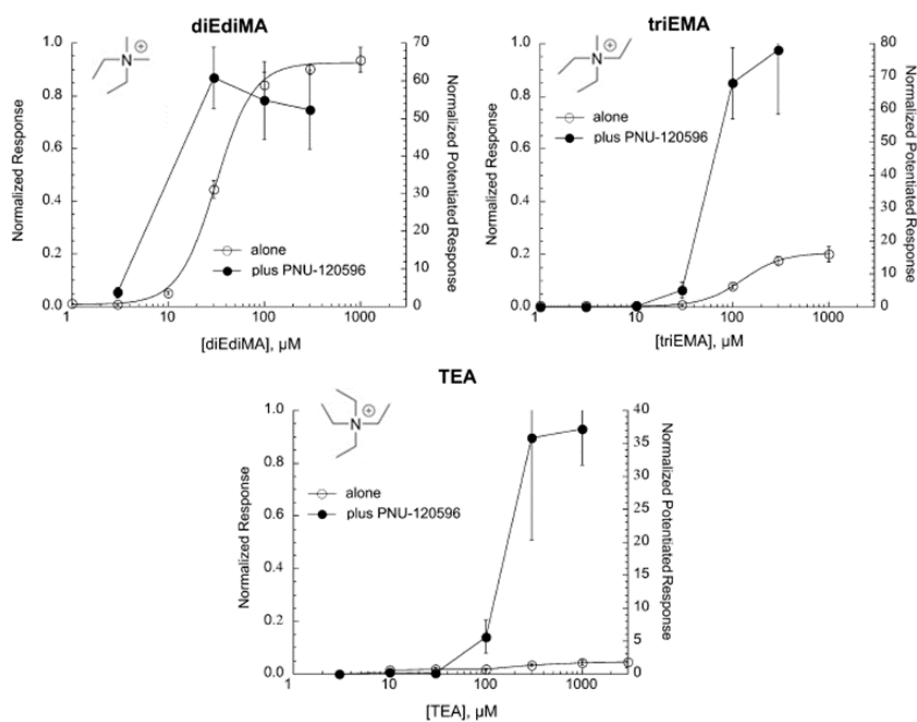 diEdiMA
triEMA
N
⊕
alone
plus PNU-120596
Normalized Response
1.0
0.8
0.6
0.4
0.2
0.0
Normalized Potentiated Response
70
60
50
40
30
20
10
0
1 10 100 1000
[diEdiMA], µM
N
⊕
alone
plus PNU-120596
Normalized Response
1.0
0.8
0.6
0.4
0.2
0.0
Normalized Potentiated Response
80
70
60
50
40
30
20
10
0
1 10 100 1000
[triEMA], µM
TEA
N
⊕
alone
plus PNU-120596
Normalized Response
1.0
0.8
0.6
0.4
0.2
0.0
Normalized Potentiated Response
40
35
30
25
20
15
10
5
0
1 10 100 1000
[TEA], µM